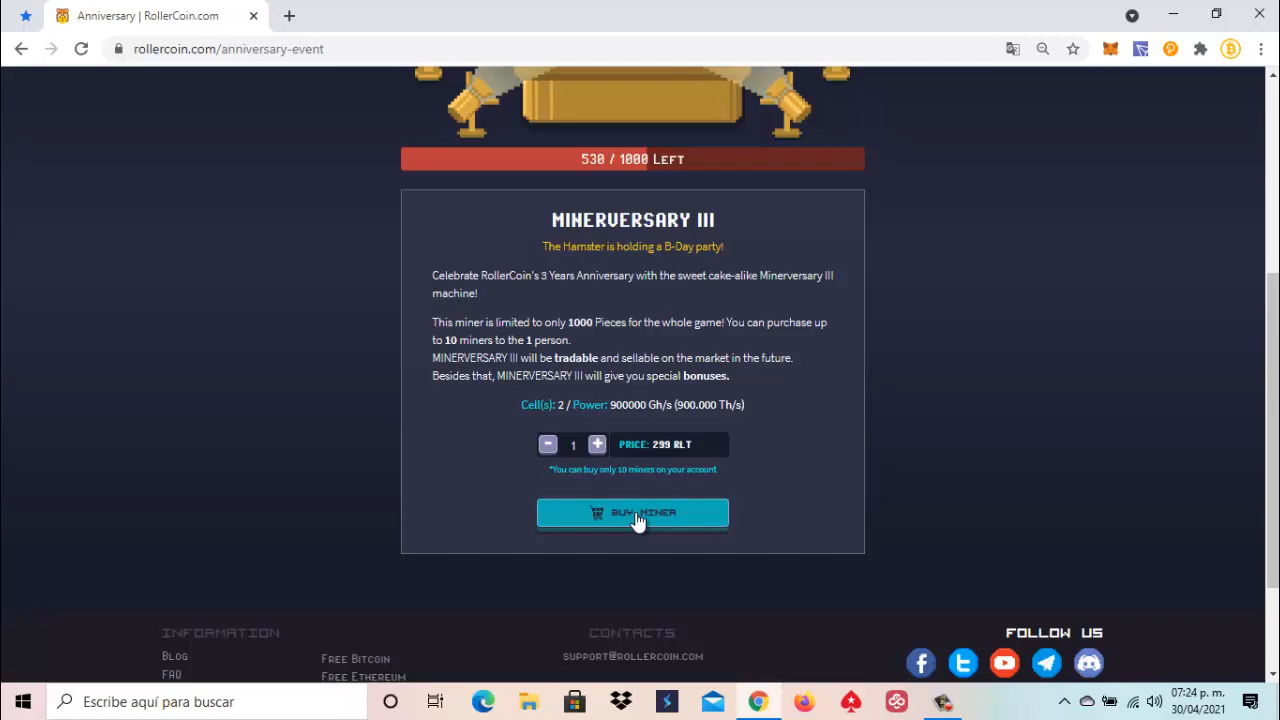 Anniversary | RollerCoin.com
rollercoin.com/anniversary-event
530 / 1000 Left
MINERVERSARY III
The Hamster is holding a B-Day party!
Celebrate RollerCoin's 3 Years Anniversary with the sweet cake-alike Minerversary III
machine!
This miner is limited to only 1000 Pieces for the whole game! You can purchase up
to 10 miners to the 1 person.
MINERVERSARY III will be tradable and sellable on the market in the future.
Besides that, MINERVERSARY III will give you special bonuses.
Cell(s): 2 / Power: 900000 Gh/s (900.000 Th/s)
- 1 + PRICE: 299 RLT
*You can buy only 10 miners on your account
BUY MINER
INFORMATION
CONTACTS
FOLLOW US
Blog
Free Bitcoin
support@rollercoin.com
FAQ
Free Ethereum
Escribe aquí para buscar
07:24 p. m.
30/04/2021